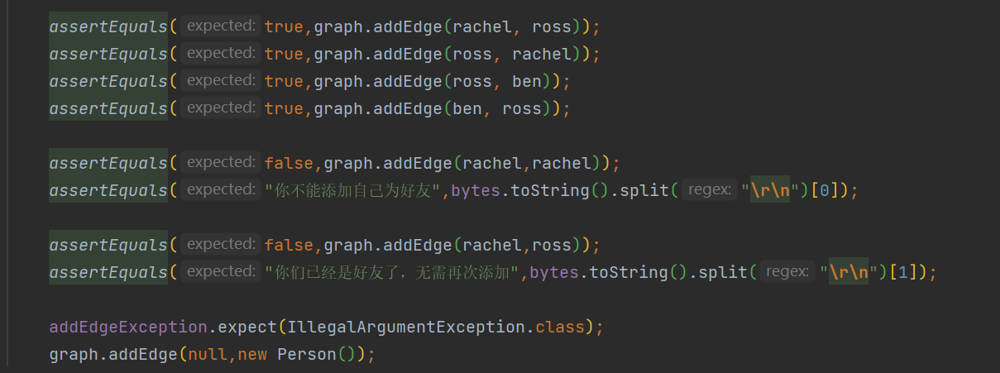 assertEquals( expected: true,graph.addEdge(rachel, ross));
assertEquals( expected: true,graph.addEdge(ross, rachel));
assertEquals( expected: true,graph.addEdge(ross, ben));
assertEquals( expected: true,graph.addEdge(ben, ross));
assertEquals( expected: false,graph.addEdge(rachel,rachel));
assertEquals( expected: "你不能添加自己为好友",bytes.toString().split( regex: "\r\n")[0]);
assertEquals( expected: false,graph.addEdge(rachel,ross));
assertEquals( expected: "你们已经是好友了，无需再次添加",bytes.toString().split( regex: "\r\n")[1]);
addEdgeException.expect(IllegalArgumentException.class);
graph.addEdge(null,new Person());